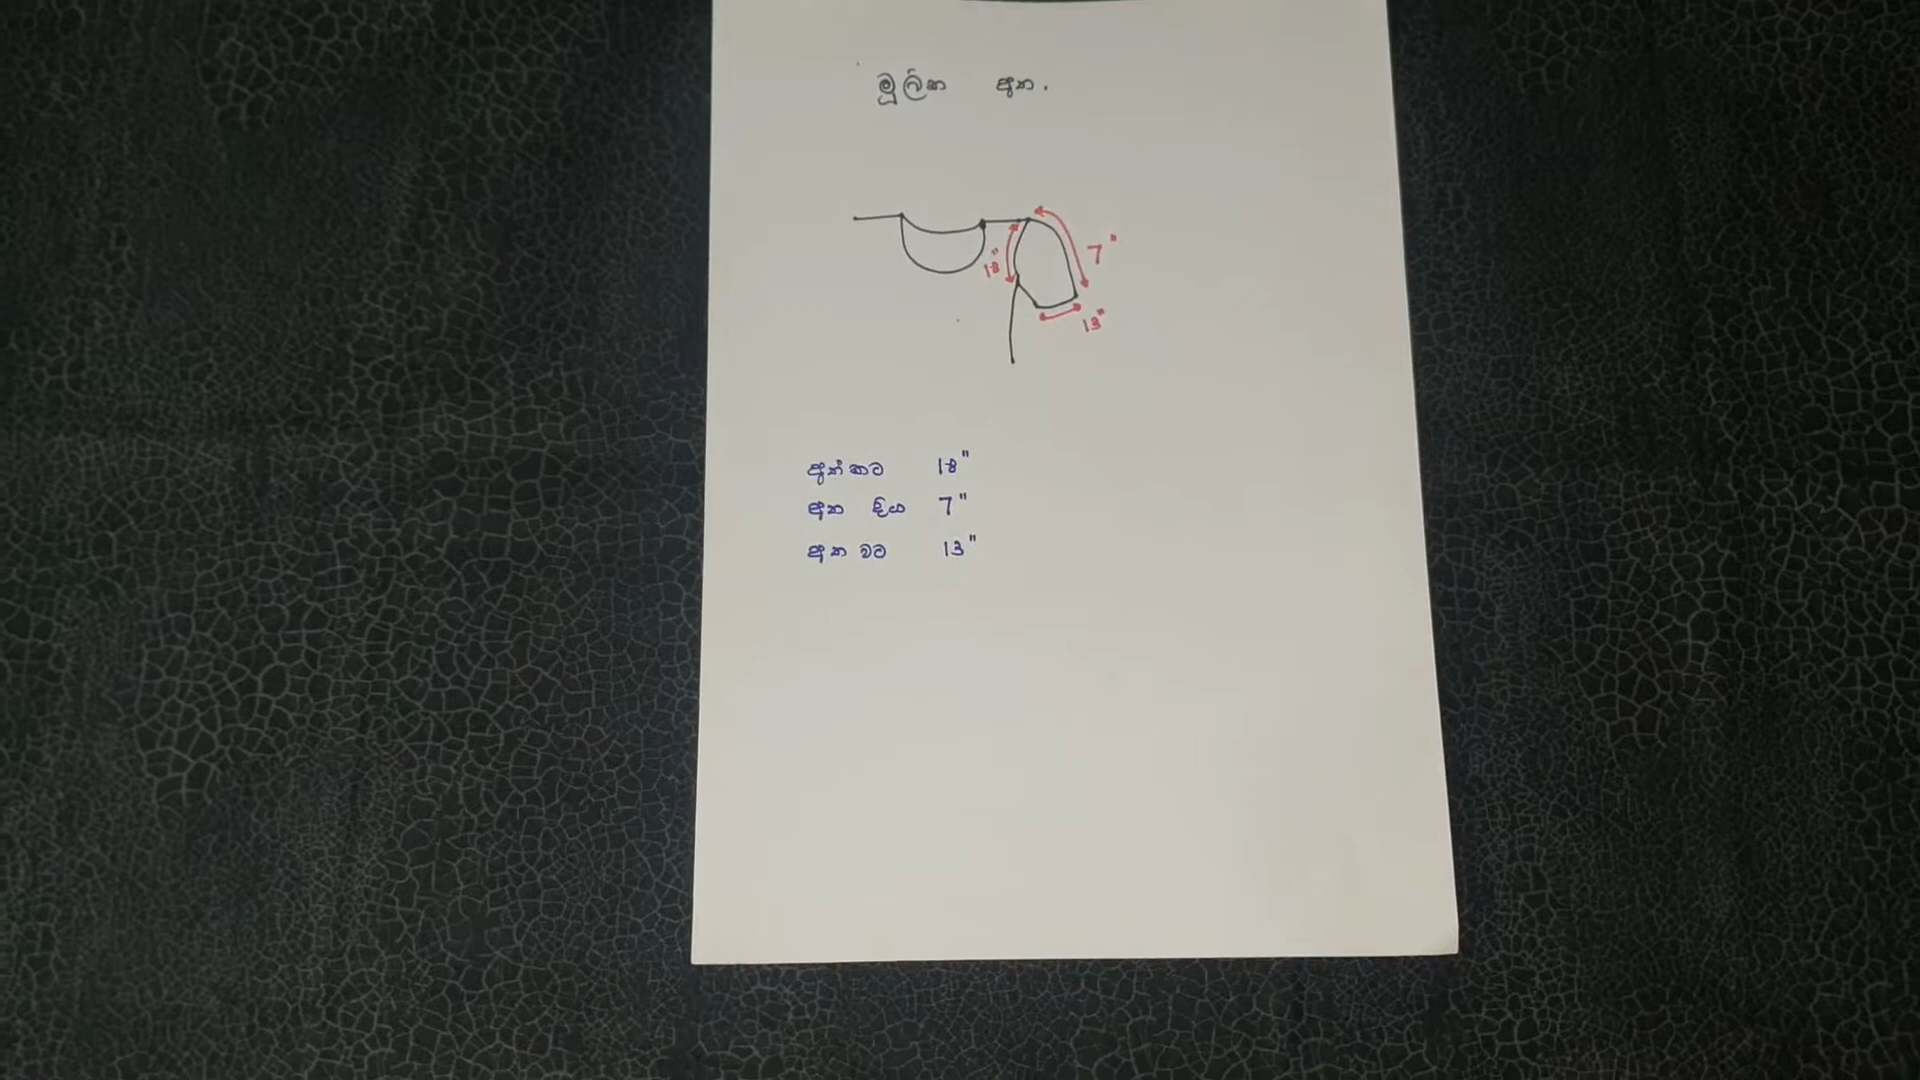 මූලික අත.
7"
18"
13"
අත්කට 18"
අත දිග 7"
අත වට 13"